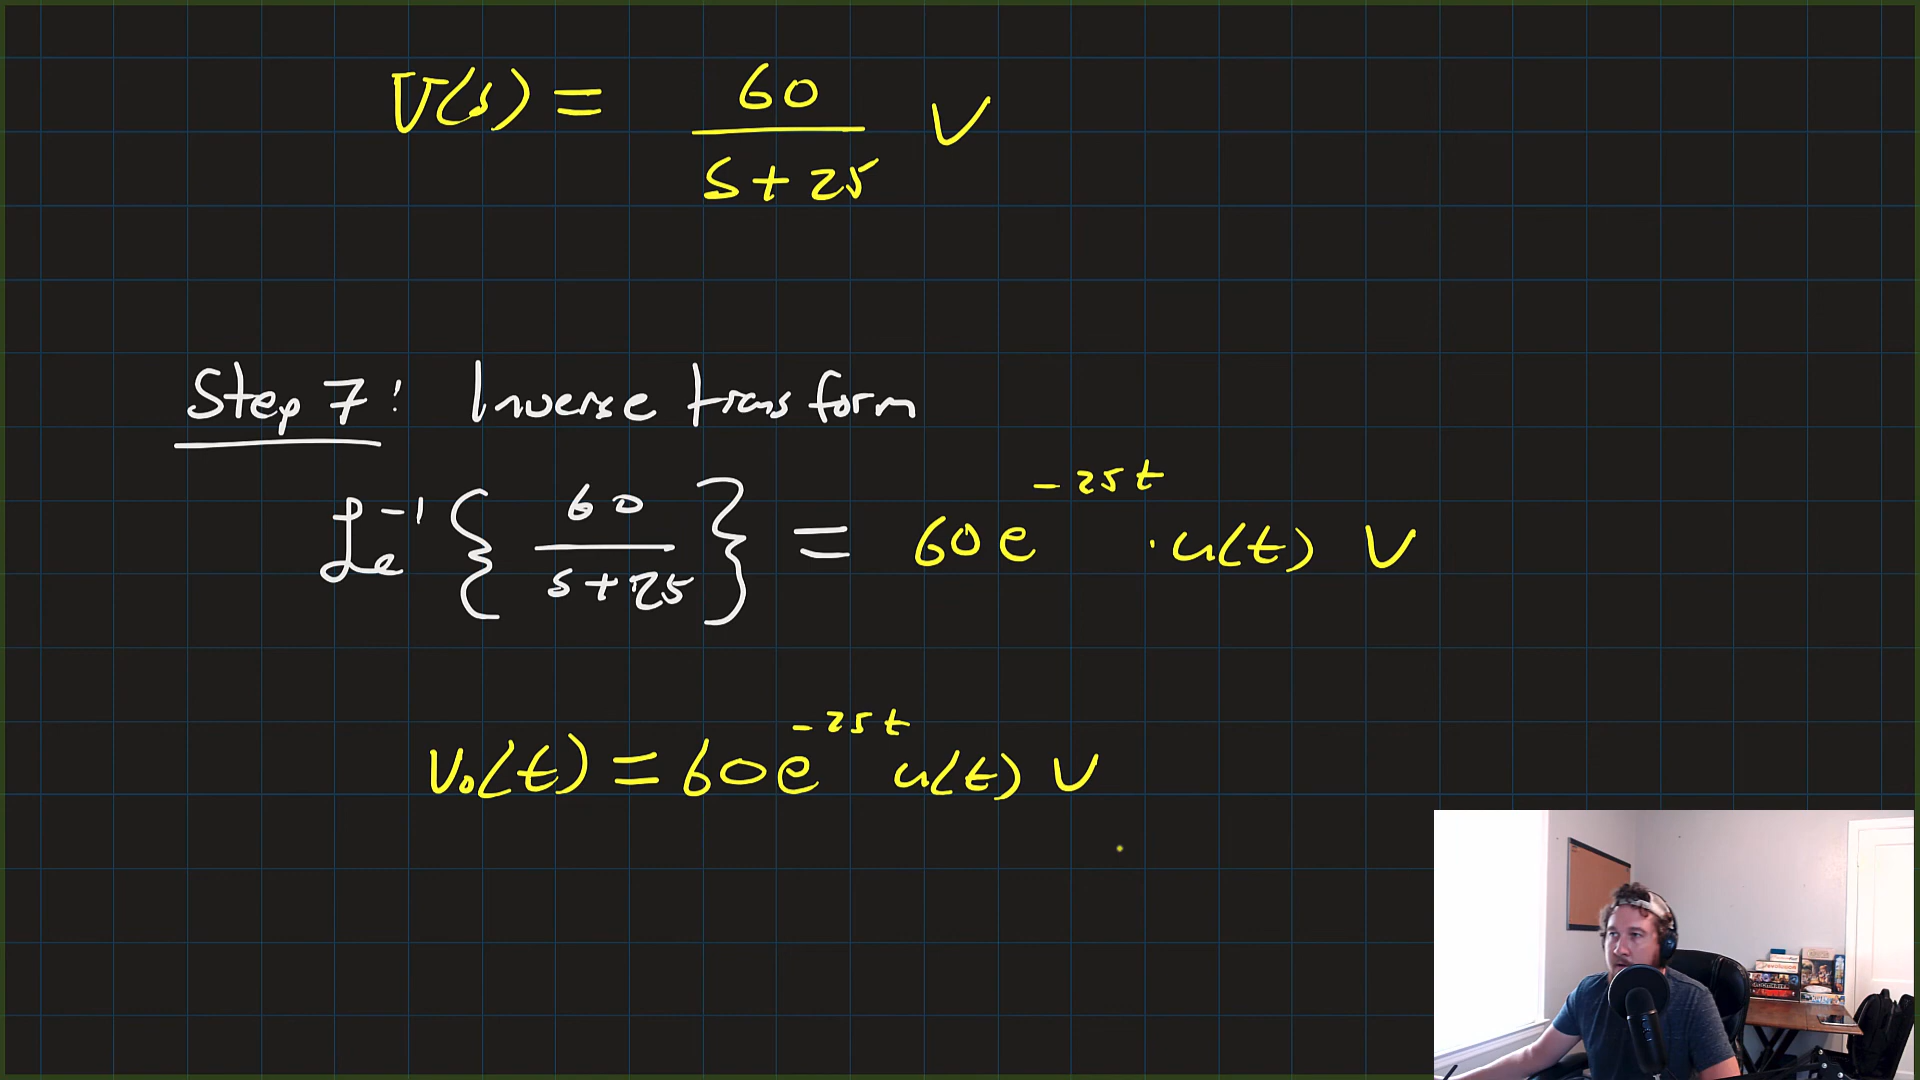 V(s) = 60 / s+25 V
Step 7: Inverse transform
ℒ⁻¹ { 60 / s+25 } = 60e^-25t · u(t) V
v₀(t) = 60e^-25t u(t) V